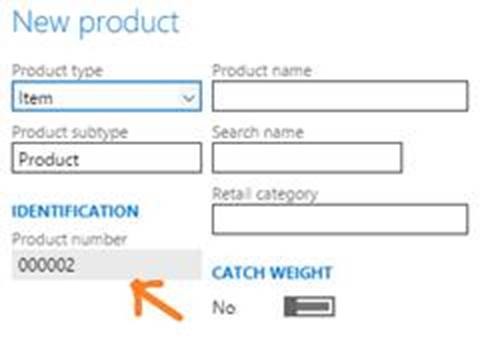 New product
Product type
Item
Product subtype
Product
IDENTIFICATION
Product number
000002
Product name
Search name
Retail category
CATCH WEIGHT
No